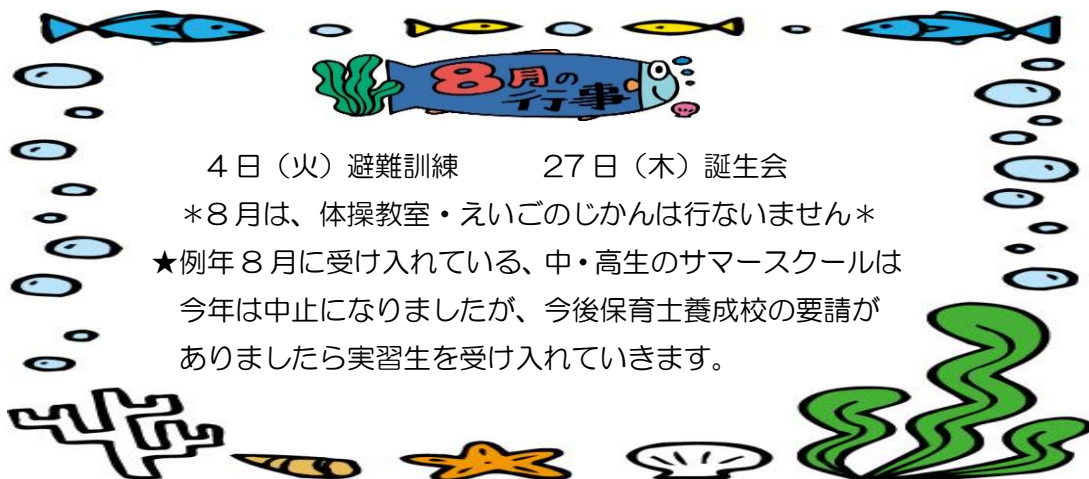 8月の
行事
4日（火）避難訓練　　　27日（木）誕生会
＊8月は、体操教室・えいごのじかんは行ないません＊
★例年8月に受け入れている、中・高生のサマースクールは
今年は中止になりましたが、今後保育士養成校の要請が
ありましたら実習生を受け入れていきます。